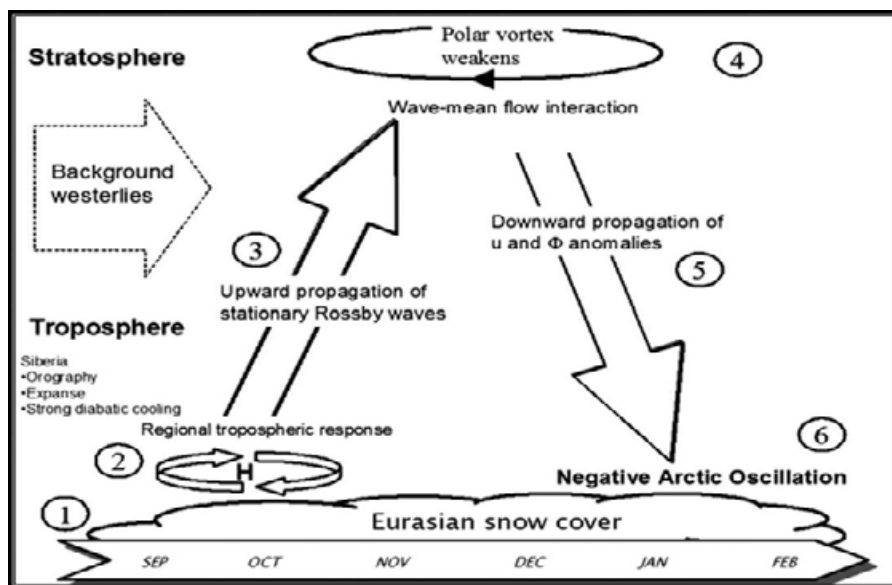 Stratosphere
Polar vortex
weakens
4
Wave-mean flow interaction
Background
westerlies
Downward propagation of
u and Φ anomalies
3
5
Upward propagation of
stationary Rossby waves
Troposphere
Siberia
•Orography
•Expanse
•Strong diabatic cooling
Regional tropospheric response
6
2
H
Negative Arctic Oscillation
1
Eurasian snow cover
SEP OCT NOV DEC JAN FEB